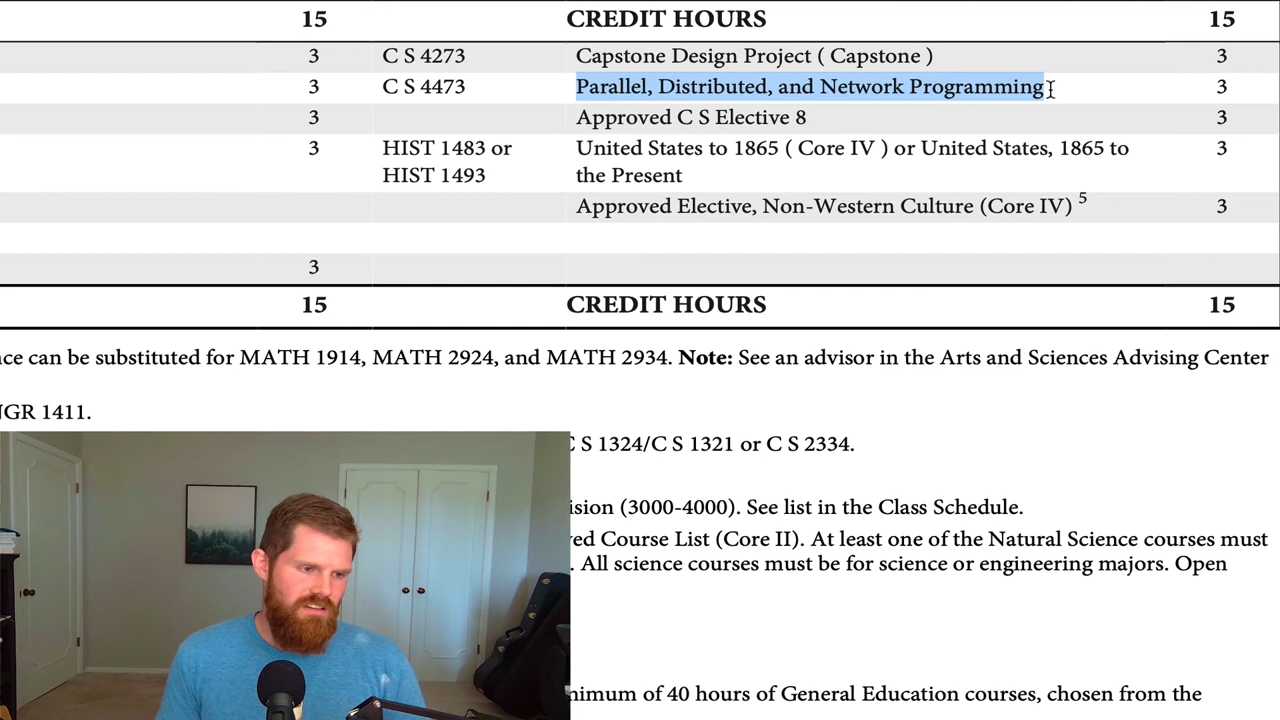 15 CREDIT HOURS 15
3 C S 4273 Capstone Design Project ( Capstone ) 3
3 C S 4473 Parallel, Distributed, and Network Programming 3
3 Approved C S Elective 8 3
3 HIST 1483 or United States to 1865 ( Core IV ) or United States, 1865 to 3
HIST 1493 the Present
Approved Elective, Non-Western Culture (Core IV) 5 3
3
15 CREDIT HOURS 15
can be substituted for MATH 1914, MATH 2924, and MATH 2934. Note: See an advisor in the Arts and Sciences Advising Center
1411.
C S 1324/C S 1321 or C S 2334.
(3000-4000). See list in the Class Schedule.
Course List (Core II). At least one of the Natural Science courses must
. All science courses must be for science or engineering majors. Open
of 40 hours of General Education courses, chosen from the